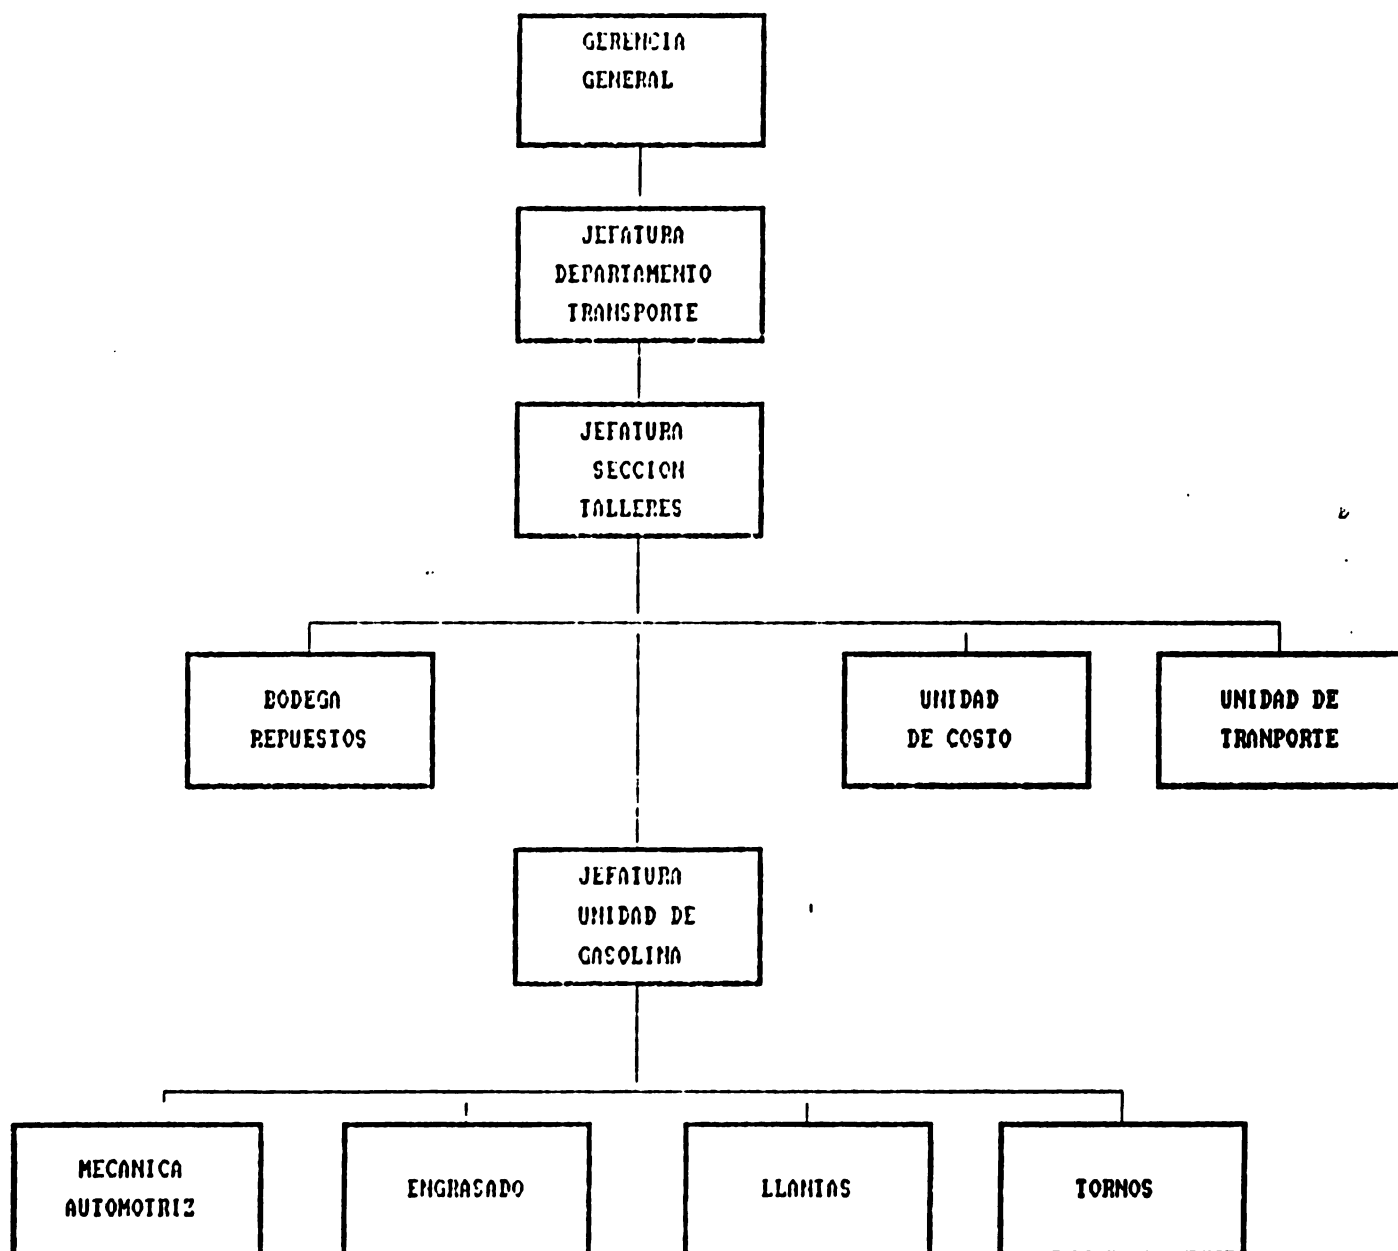 GERENCIA
GENERAL
JEFATURA
DEPARTAMENTO
TRANSPORTE
JEFATURA
SECCION
TALLERES
BODEGA
REPUESTOS
UNIDAD
DE COSTO
UNIDAD DE
TRANPORTE
JEFATURA
UNIDAD DE
GASOLINA
MECANICA
AUTOMOTRIZ
ENGRASADO
LLANTAS
TORNOS